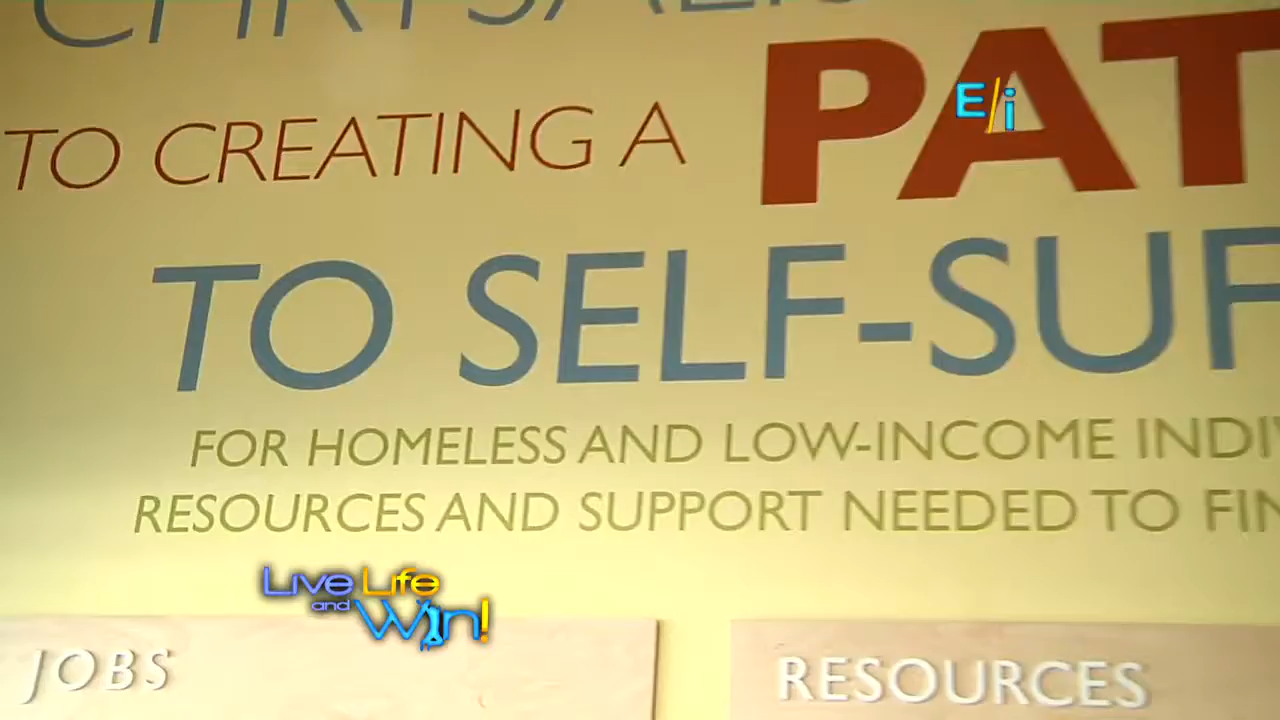 TO CREATING A PAT
E/i
TO SELF-SUF
FOR HOMELESS AND LOW-INCOME INDI
RESOURCES AND SUPPORT NEEDED TO FIN
Live Life
and Win!
JOBS
RESOURCES